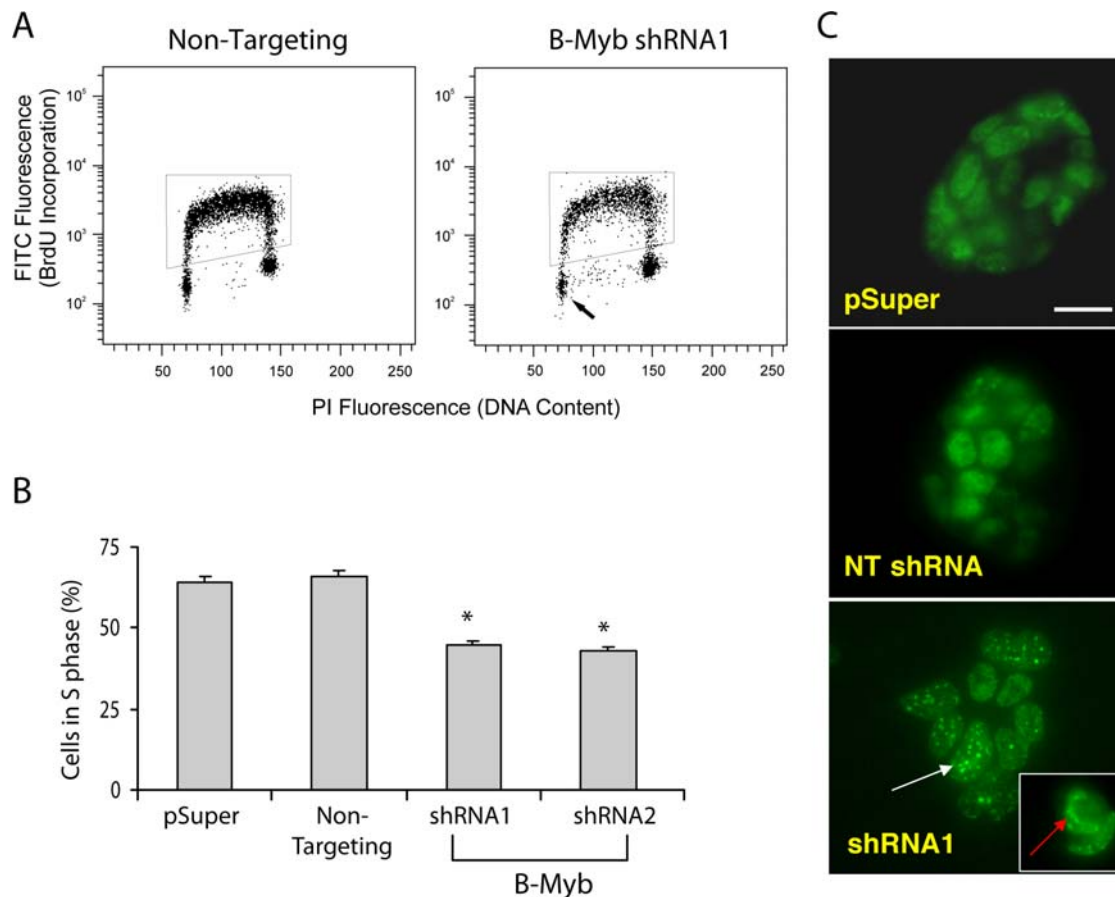 A
Non-Targeting
B-Myb shRNA1
FITC Fluorescence
(BrdU Incorporation)
10⁵
10⁴
10³
10²
50 100 150 200 250
10⁵
10⁴
10³
10²
50 100 150 200 250
PI Fluorescence (DNA Content)
B
Cells in S phase (%)
75
50
25
0
* *
pSuper Non- shRNA1 shRNA2
Targeting
B-Myb
C
pSuper
NT shRNA
shRNA1